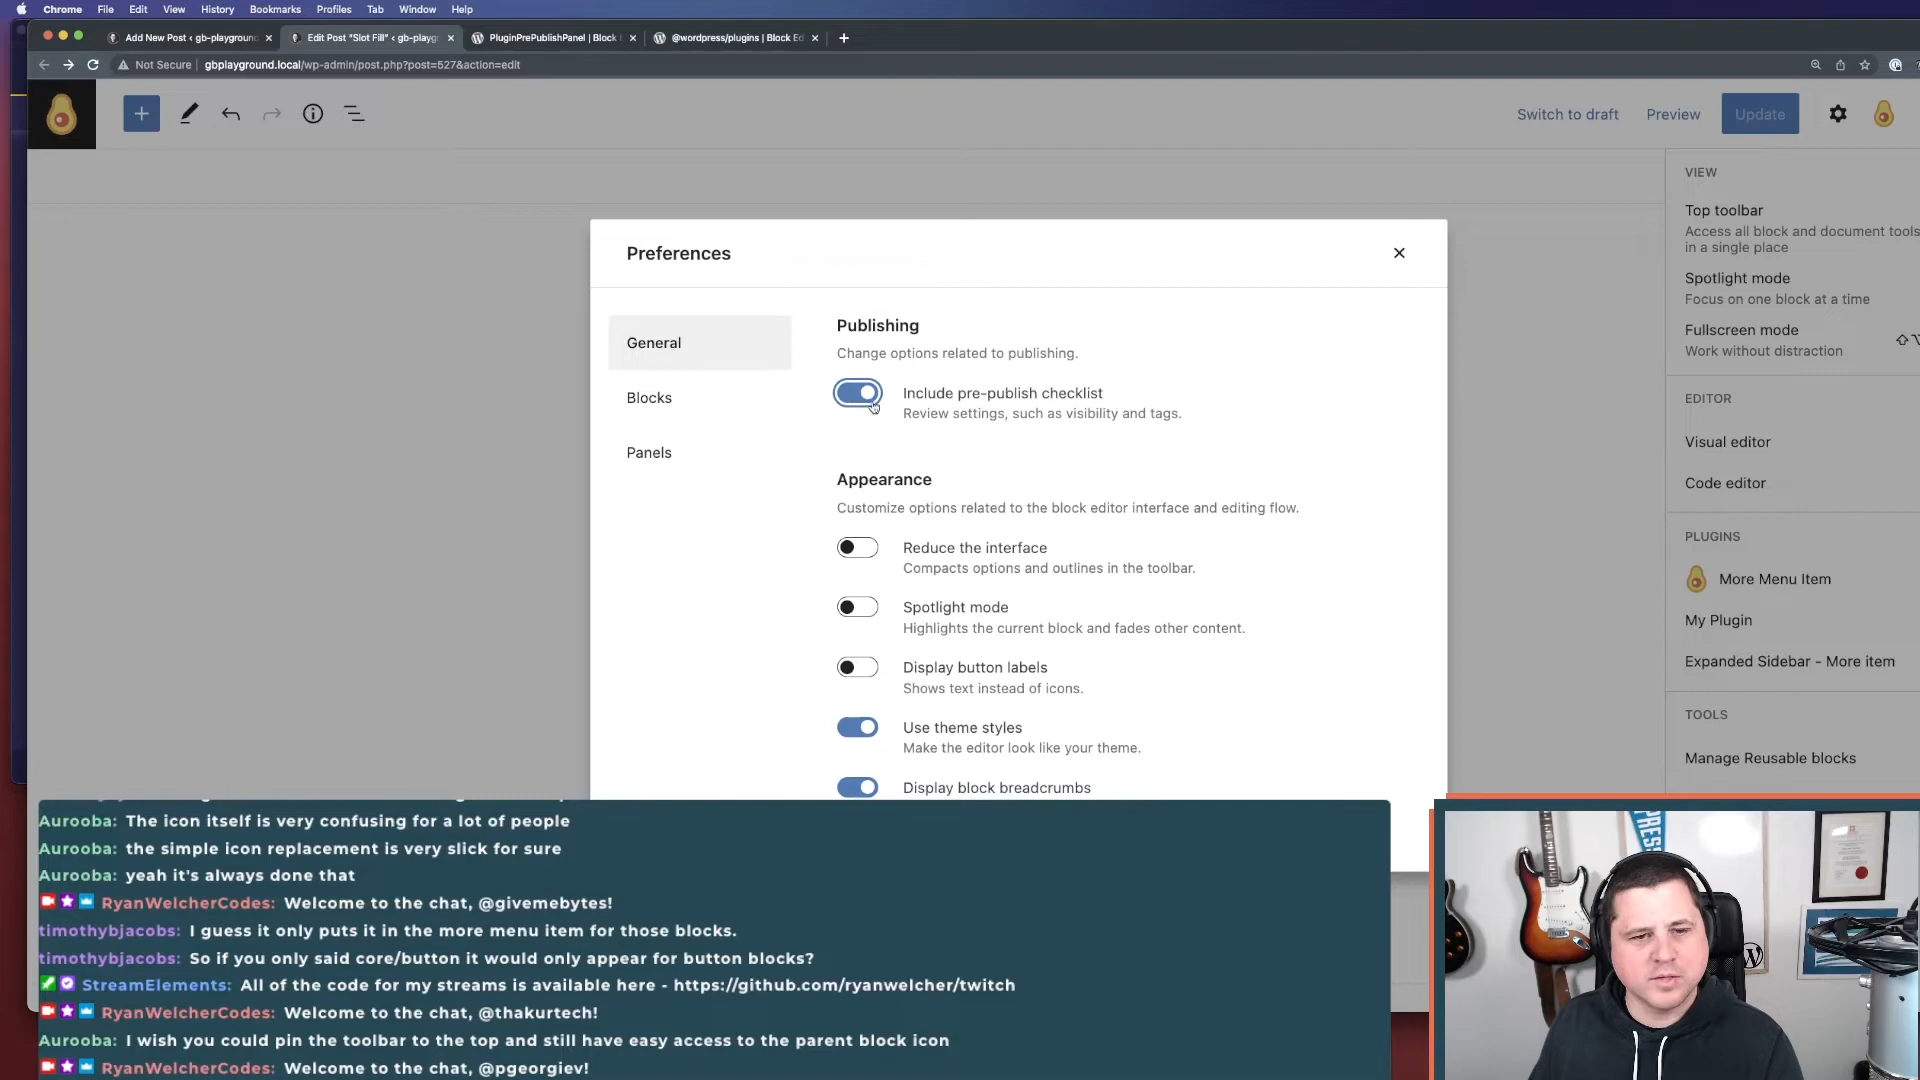 Chrome File Edit View History Bookmarks Profiles Tab Window Help
Add New Post ‹ gb-playground Edit Post "Slot Fill" ‹ gb-playg PluginPrePublishPanel | Block @wordpress/plugins | Block Ed
Not Secure gbplayground.local/wp-admin/post.php?post=527&action=edit
Switch to draft Preview Update
VIEW
Top toolbar
Access all block and document tools
in a single place
Spotlight mode
Focus on one block at a time
Fullscreen mode
Work without distraction
EDITOR
Visual editor
Code editor
PLUGINS
More Menu Item
My Plugin
Expanded Sidebar - More item
TOOLS
Manage Reusable blocks
Preferences
General
Blocks
Panels
Publishing
Change options related to publishing.
Include pre-publish checklist
Review settings, such as visibility and tags.
Appearance
Customize options related to the block editor interface and editing flow.
Reduce the interface
Compacts options and outlines in the toolbar.
Spotlight mode
Highlights the current block and fades other content.
Display button labels
Shows text instead of icons.
Use theme styles
Make the editor look like your theme.
Display block breadcrumbs
Aurooba: The icon itself is very confusing for a lot of people
Aurooba: the simple icon replacement is very slick for sure
Aurooba: yeah it's always done that
RyanWelcherCodes: Welcome to the chat, @givemebytes!
timothybjacobs: I guess it only puts it in the more menu item for those blocks.
timothybjacobs: So if you only said core/button it would only appear for button blocks?
StreamElements: All of the code for my streams is available here - https://github.com/ryanwelcher/twitch
RyanWelcherCodes: Welcome to the chat, @thakurtech!
Aurooba: I wish you could pin the toolbar to the top and still have easy access to the parent block icon
RyanWelcherCodes: Welcome to the chat, @pgeorgiev!
PRESS